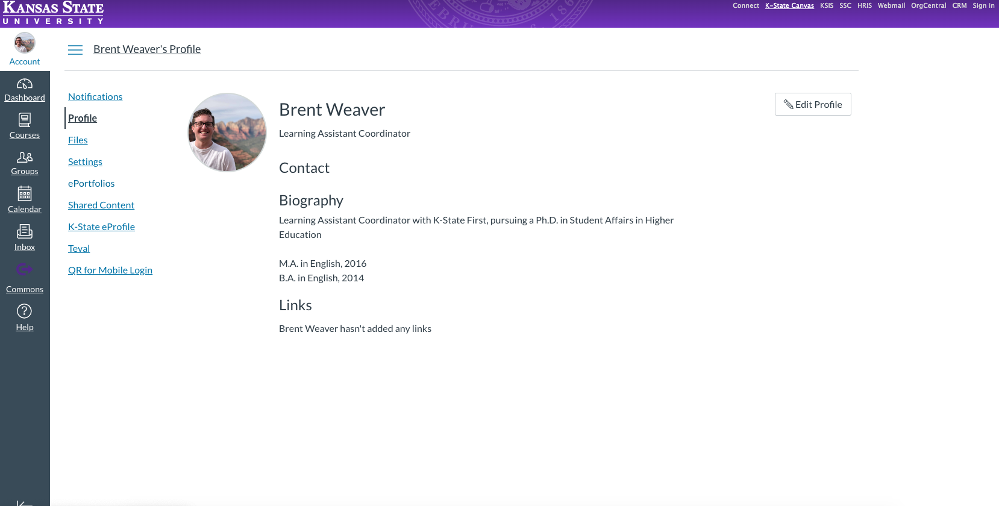 KANSAS STATE
UNIVERSITY
Connect K-State Canvas KSIS SSC HRIS Webmail OrgCentral CRM Sign in
Account
Dashboard
Courses
Groups
Calendar
Inbox
Commons
Help
Brent Weaver's Profile
Notifications
Profile
Files
Settings
ePortfolios
Shared Content
K-State eProfile
Teval
QR for Mobile Login
Brent Weaver
Learning Assistant Coordinator
Edit Profile
Contact
Biography
Learning Assistant Coordinator with K-State First, pursuing a Ph.D. in Student Affairs in Higher
Education
M.A. in English, 2016
B.A. in English, 2014
Links
Brent Weaver hasn't added any links